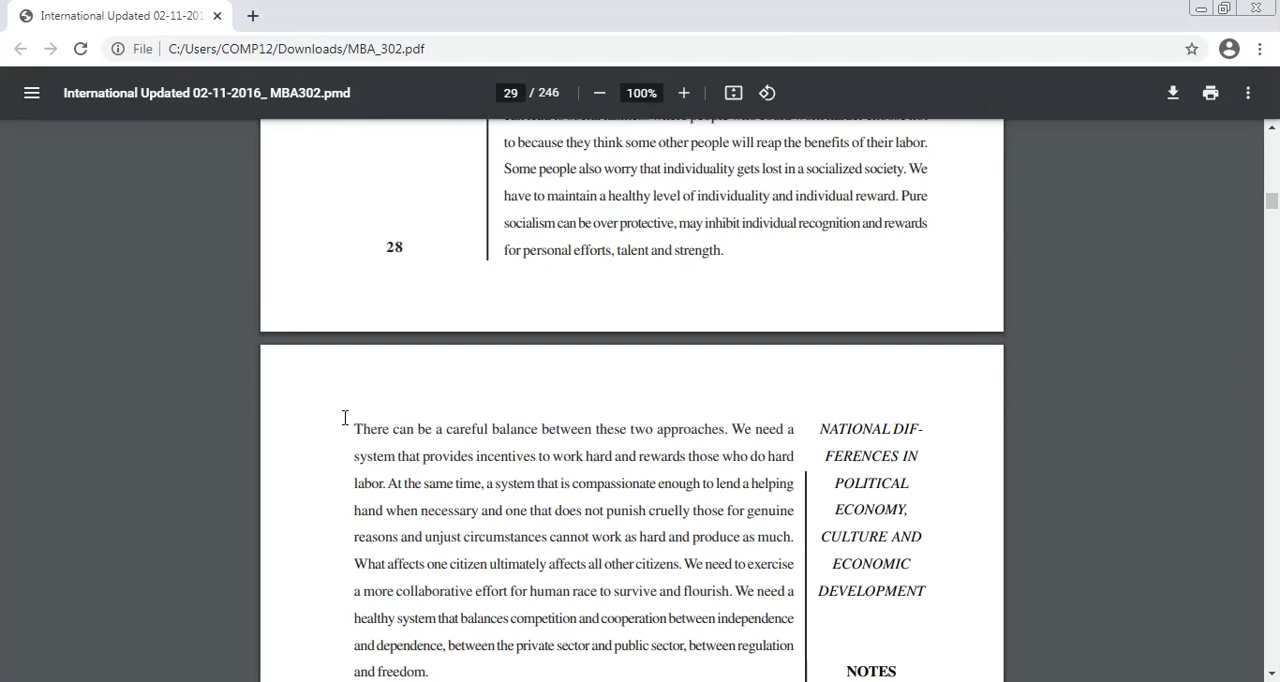 International Updated 02-11-201
File
C:/Users/COMP12/Downloads/MBA_302.pdf
International Updated 02-11-2016_ MBA302.pmd
29 / 246
100%
to because they think some other people will reap the benefits of their labor.
Some people also worry that individuality gets lost in a socialized society. We
have to maintain a healthy level of individuality and individual reward. Pure
socialism can be over protective, may inhibit individual recognition and rewards
for personal efforts, talent and strength.
28
There can be a careful balance between these two approaches. We need a
system that provides incentives to work hard and rewards those who do hard
labor. At the same time, a system that is compassionate enough to lend a helping
hand when necessary and one that does not punish cruelly those for genuine
reasons and unjust circumstances cannot work as hard and produce as much.
What affects one citizen ultimately affects all other citizens. We need to exercise
a more collaborative effort for human race to survive and flourish. We need a
healthy system that balances competition and cooperation between independence
and dependence, between the private sector and public sector, between regulation
and freedom.
NATIONAL DIF-
FERENCES IN
POLITICAL
ECONOMY,
CULTURE AND
ECONOMIC
DEVELOPMENT
NOTES